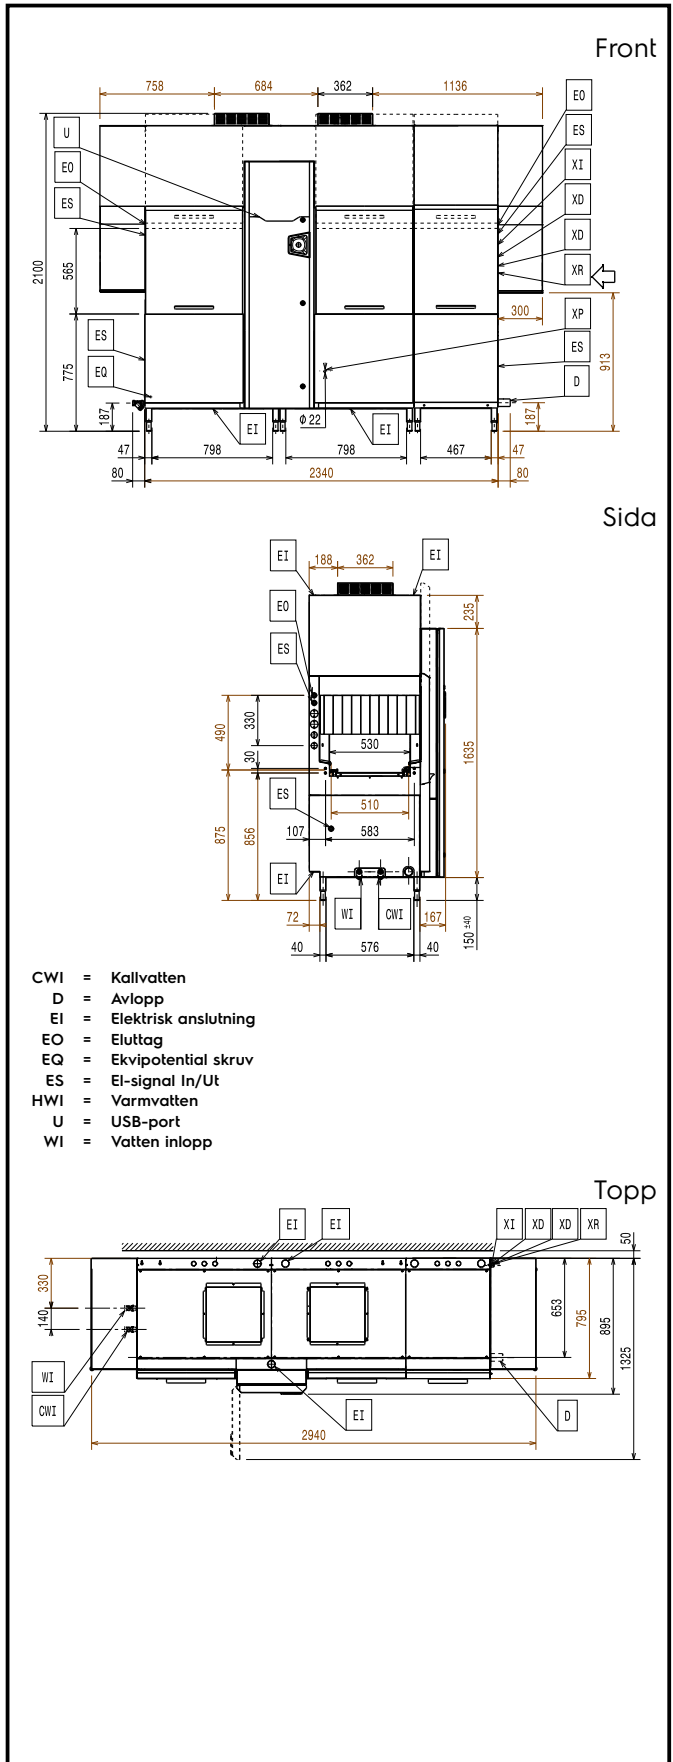 Front
758 684 362 1136
U EO
EO ES
ES XI
XD
XD
2100 565 XR
300
XP
ES 775 913 ES
EQ D
187 EI Ø 22 EI 187
47 798 798 467 47
80 2340 80
Sida
EI 188 362 EI
EO 235
ES
490 330 1635
530
30
ES 510
875 856 107 583
EI
WI CWI
72 167
150 ±40
40 576 40
CWI = Kallvatten
D = Avlopp
EI = Elektrisk anslutning
EO = Eluttag
EQ = Ekvipotential skruv
ES = El-signal In/Ut
HWI = Varmvatten
U = USB-port
WI = Vatten inlopp
Topp
EI EI XI XD XD XR
50
330 653 795 895 1325
140
WI
CWI EI D
2940